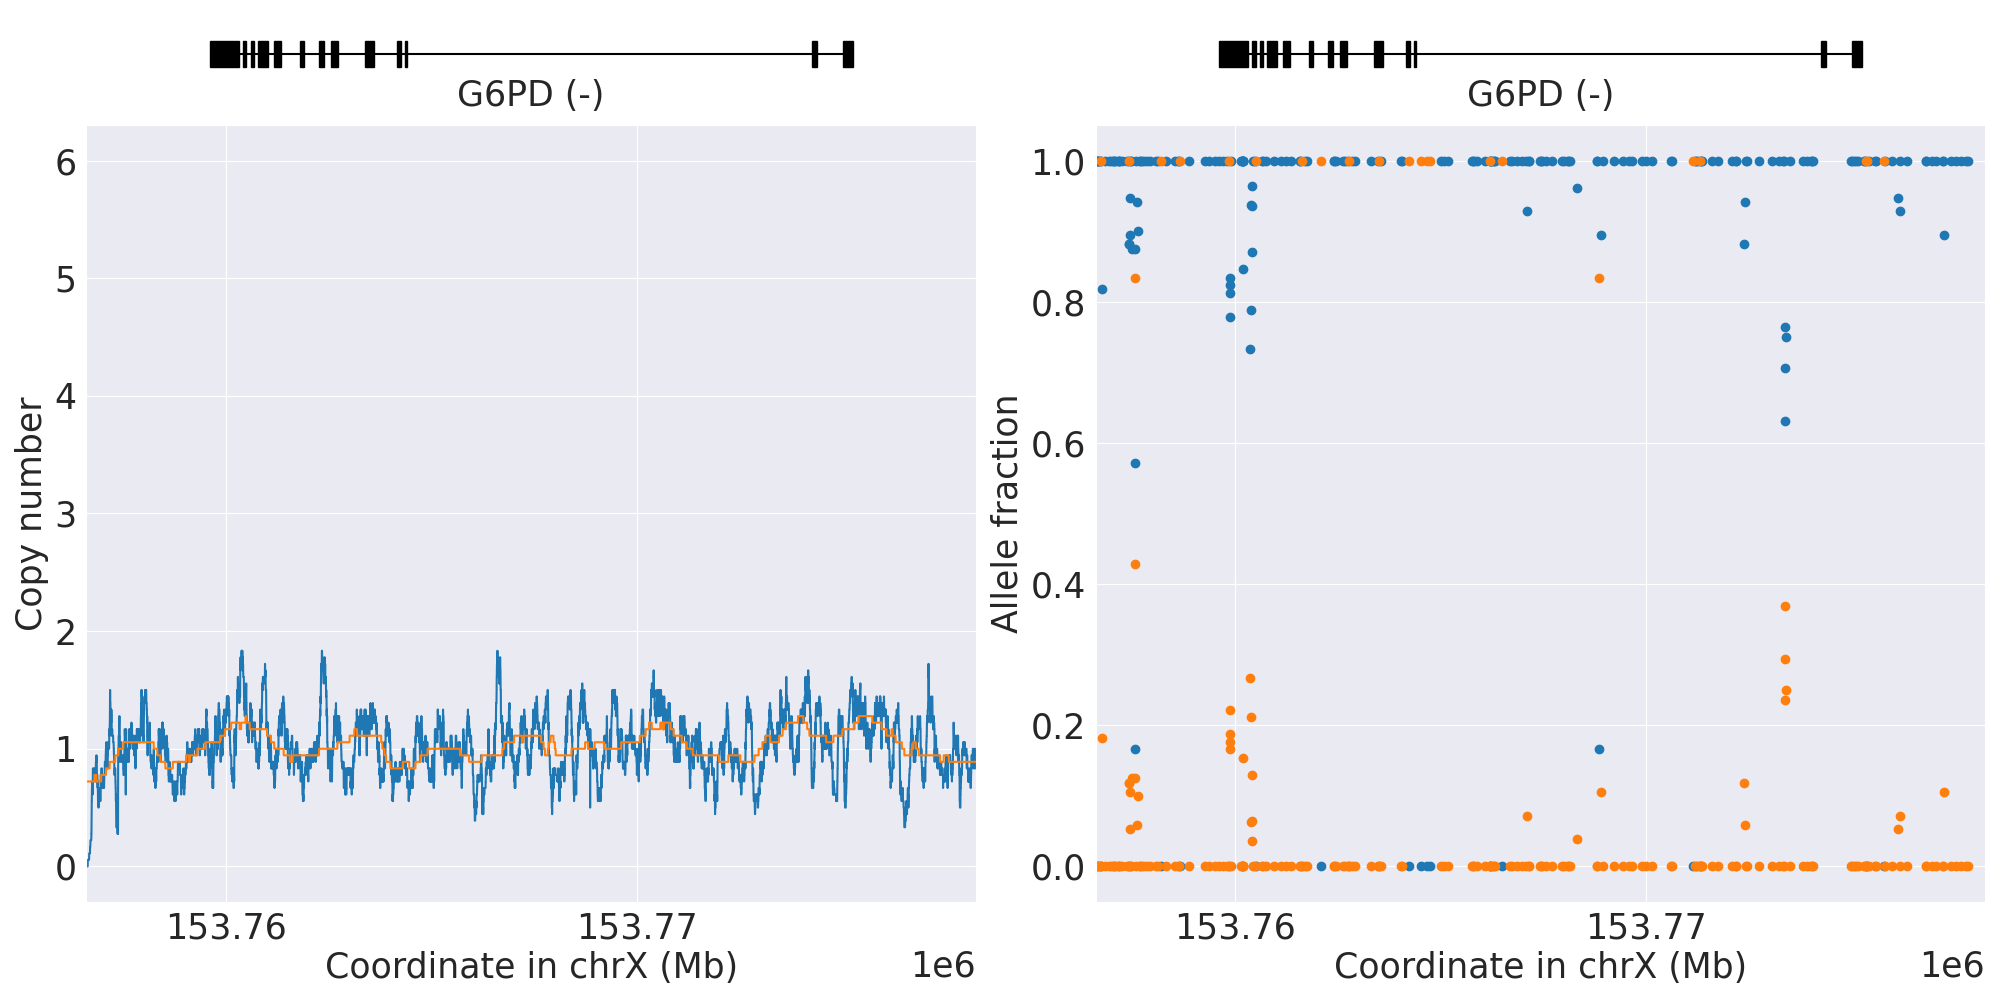 G6PD (-)
6
5
4
3
2
1
0
Copy number
153.76
153.77
Coordinate in chrX (Mb)
1e6
G6PD (-)
1.0
0.8
0.6
0.4
0.2
0.0
Allele fraction
153.76
153.77
Coordinate in chrX (Mb)
1e6